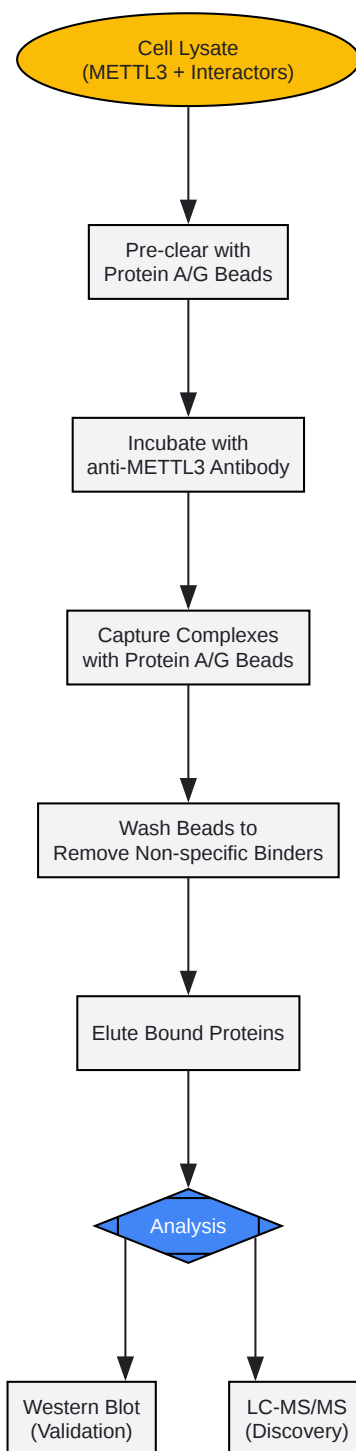 Cell Lysate
(METTL3 + Interactors)
Pre-clear with
Protein A/G Beads
Incubate with
anti-METTL3 Antibody
Capture Complexes
with Protein A/G Beads
Wash Beads to
Remove Non-specific Binders
Elute Bound Proteins
Analysis
Western Blot
(Validation)
LC-MS/MS
(Discovery)